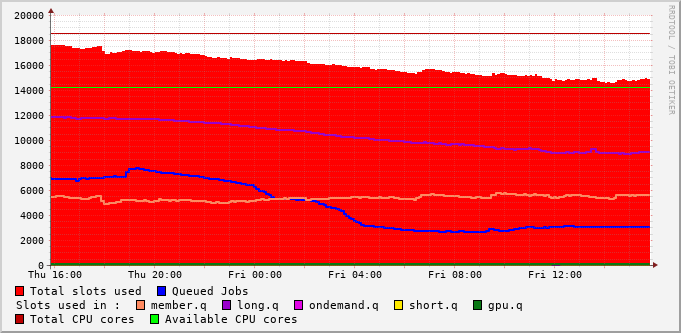 RRDTOOL / TOBI OETIKER
20000
18000
16000
14000
12000
10000
8000
6000
4000
2000
0
Thu 16:00 Thu 20:00 Fri 00:00 Fri 04:00 Fri 08:00 Fri 12:00
Total slots used Queued Jobs
Slots used in : member.q long.q ondemand.q short.q gpu.q
Total CPU cores Available CPU cores